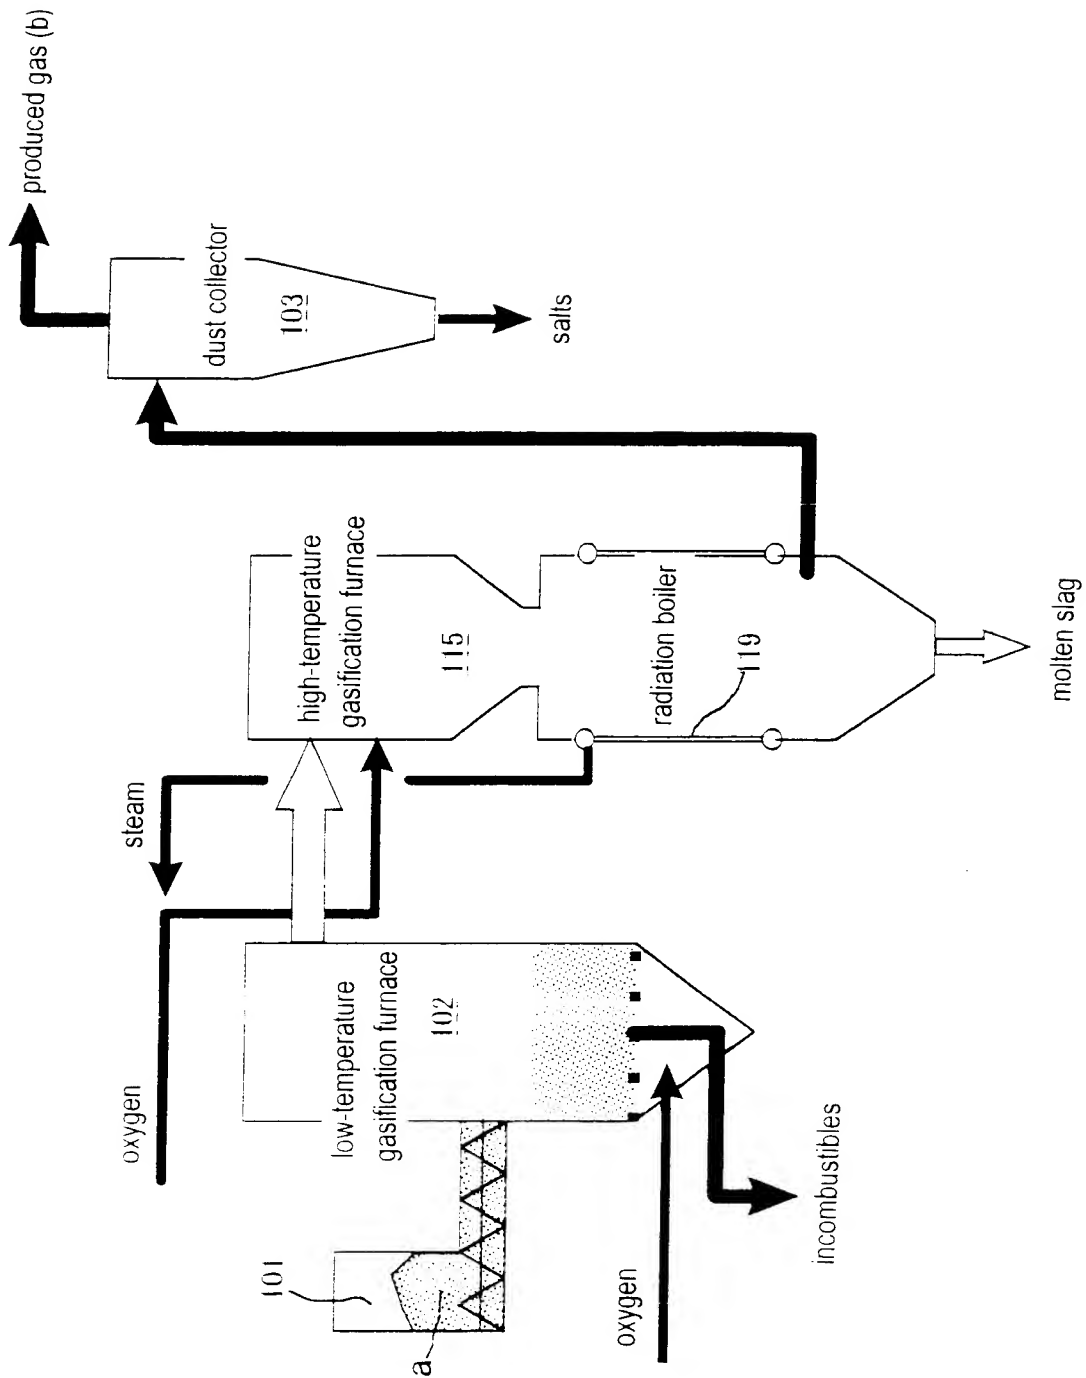 produced gas (b)
dust collector
103
salts
high-temperature
gasification furnace
115
radiation boiler
119
molten slag
steam
oxygen
low-temperature
gasification furnace
102
incombustibles
101
a
oxygen